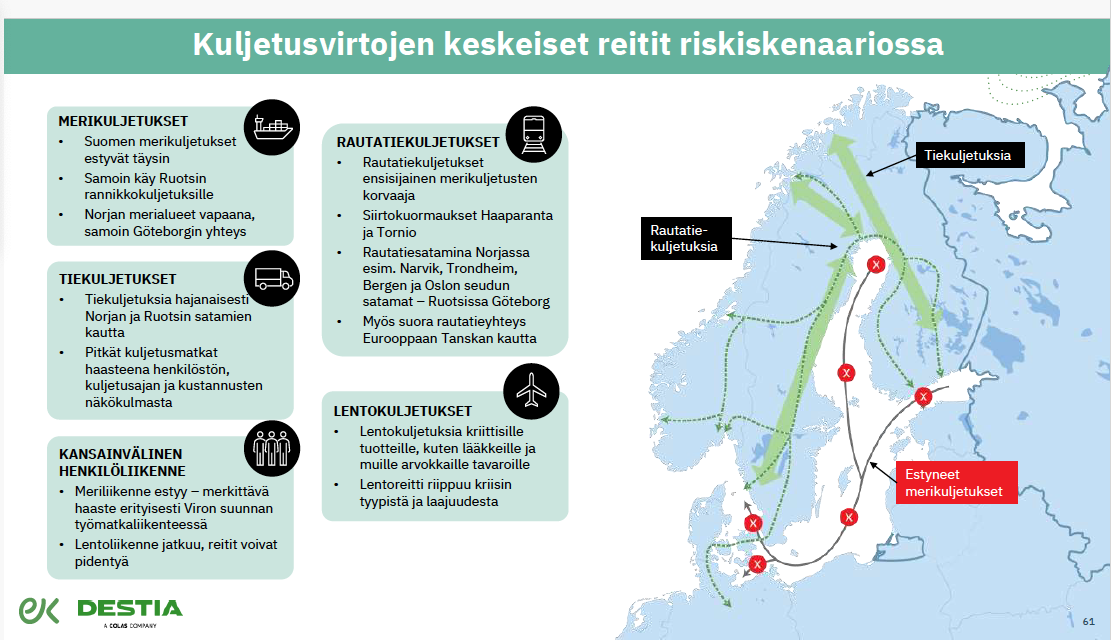 Kuljetusvirtojen keskeiset reitit riskiskenaariossa
MERIKULJETUKSET
• Suomen merikuljetukset
estyvät täysin
• Samoin käy Ruotsin
rannikkokuljetuksille
• Norjan merialueet vapaana,
samoin Göteborgin yhteys
TIEKULJETUKSET
• Tiekuljetuksia hajanaisesti
Norjan ja Ruotsin satamien
kautta
• Pitkät kuljetusmatkat
haasteena henkilöstön,
kuljetusajan ja kustannusten
näkökulmasta
KANSAINVÄLINEN
HENKILÖLIIKENNE
• Meriliikenne estyy – merkittävä
haaste erityisesti Viron suunnan
työmatkaliikenteessä
• Lentoliikenne jatkuu, reitit voivat
pidentyä
RAUTATIEKULJETUKSET
• Rautatiekuljetukset
ensisijainen merikuljetusten
korvaaja
• Siirtokuormaukset Haaparanta
ja Tornio
• Rautatiesatamina Norjassa
esim. Narvik, Trondheim,
Bergen ja Oslon seudun
satamat – Ruotsissa Göteborg
• Myös suora rautatieyhteys
Eurooppaan Tanskan kautta
LENTOKULJETUKSET
• Lentokuljetuksia kriittisille
tuotteille, kuten lääkkeille ja
muille arvokkaille tavaroille
• Lentoreitti riippuu kriisin
tyypistä ja laajuudesta
Tiekuljetuksia
Rautatie-
kuljetuksia
X
X
X
X
X
X
Estyneet
merikuljetukset
ek DESTIA
A COLAS COMPANY
61